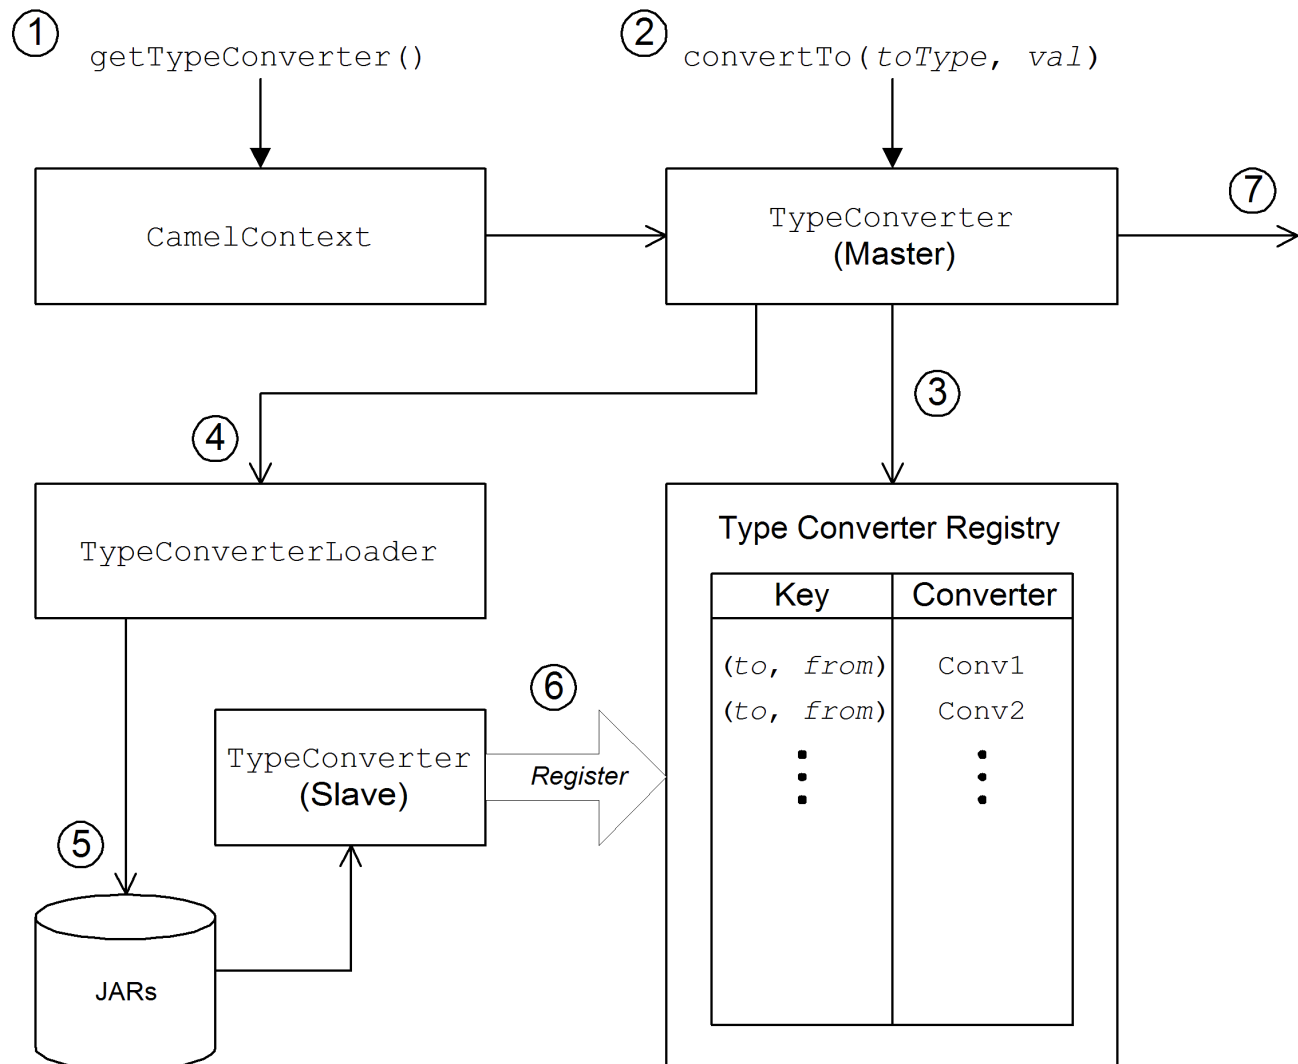 1
getTypeConverter()
2
convertTo(toType, val)
CamelContext
TypeConverter
(Master)
7
3
4
TypeConverterLoader
Type Converter Registry
Key Converter
(to, from) Conv1
(to, from) Conv2
6
TypeConverter
(Slave)
Register
5
JARs